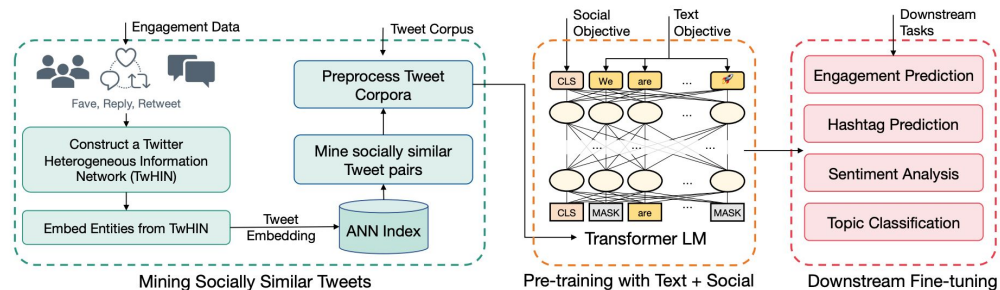 Engagement Data
Fave, Reply, Retweet
Construct a Twitter
Heterogeneous Information
Network (TwHIN)
Embed Entities from TwHIN
Tweet
Embedding
Tweet Corpus
Preprocess Tweet
Corpora
Mine socially similar
Tweet pairs
ANN Index
Mining Socially Similar Tweets
Social
Objective
Text
Objective
CLS
We
are
...
... ...
...
...
...
CLS
MASK
are
...
MASK
Transformer LM
Pre-training with Text + Social
Downstream
Tasks
Engagement Prediction
Hashtag Prediction
Sentiment Analysis
Topic Classification
Downstream Fine-tuning